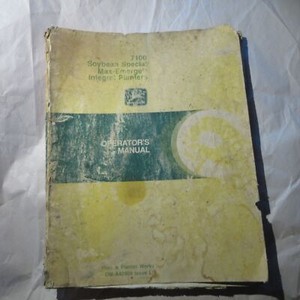 7100
Soybean Special
Max-Emerge
Integral Planters
OPERATOR'S
MANUAL